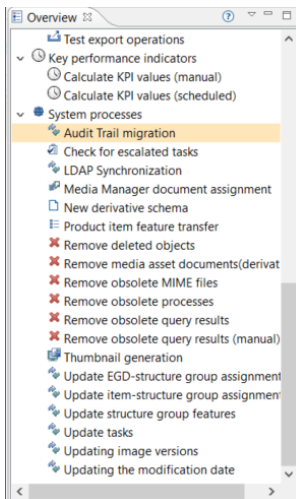 Overview
Test export operations
Key performance indicators
Calculate KPI values (manual)
Calculate KPI values (scheduled)
System processes
Audit Trail migration
Check for escalated tasks
LDAP Synchronization
Media Manager document assignment
New derivative schema
Product item feature transfer
Remove deleted objects
Remove media asset documents(derivat
Remove obsolete MIME files
Remove obsolete processes
Remove obsolete query results
Remove obsolete query results (manual)
Thumbnail generation
Update EGD-structure group assignment
Update item-structure group assignment
Update structure group features
Update tasks
Updating image versions
Updating the modification date